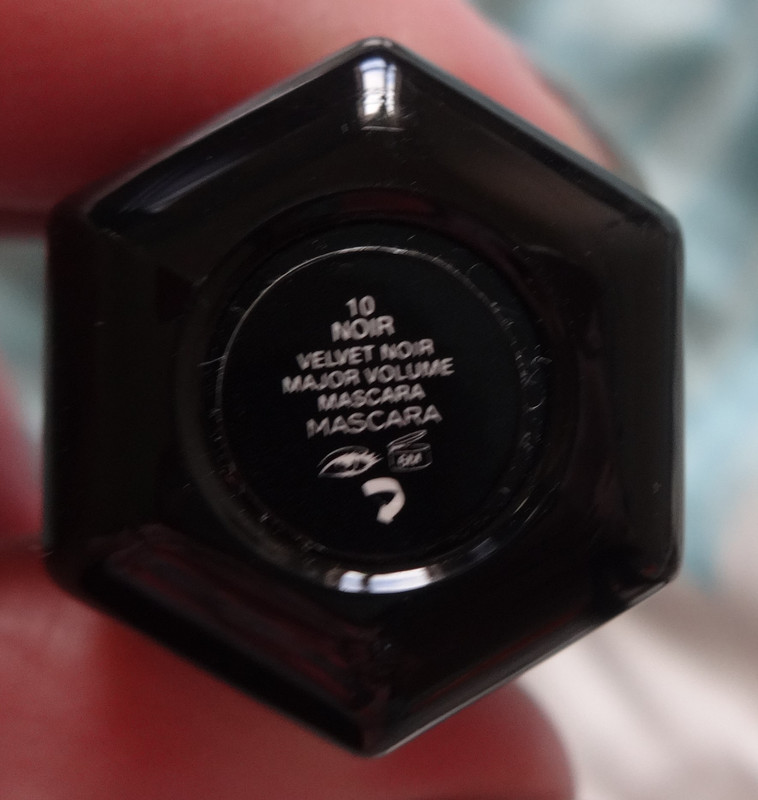 10
NOIR
VELVET NOIR
MAJOR VOLUME
MASCARA
MASCARA
6M